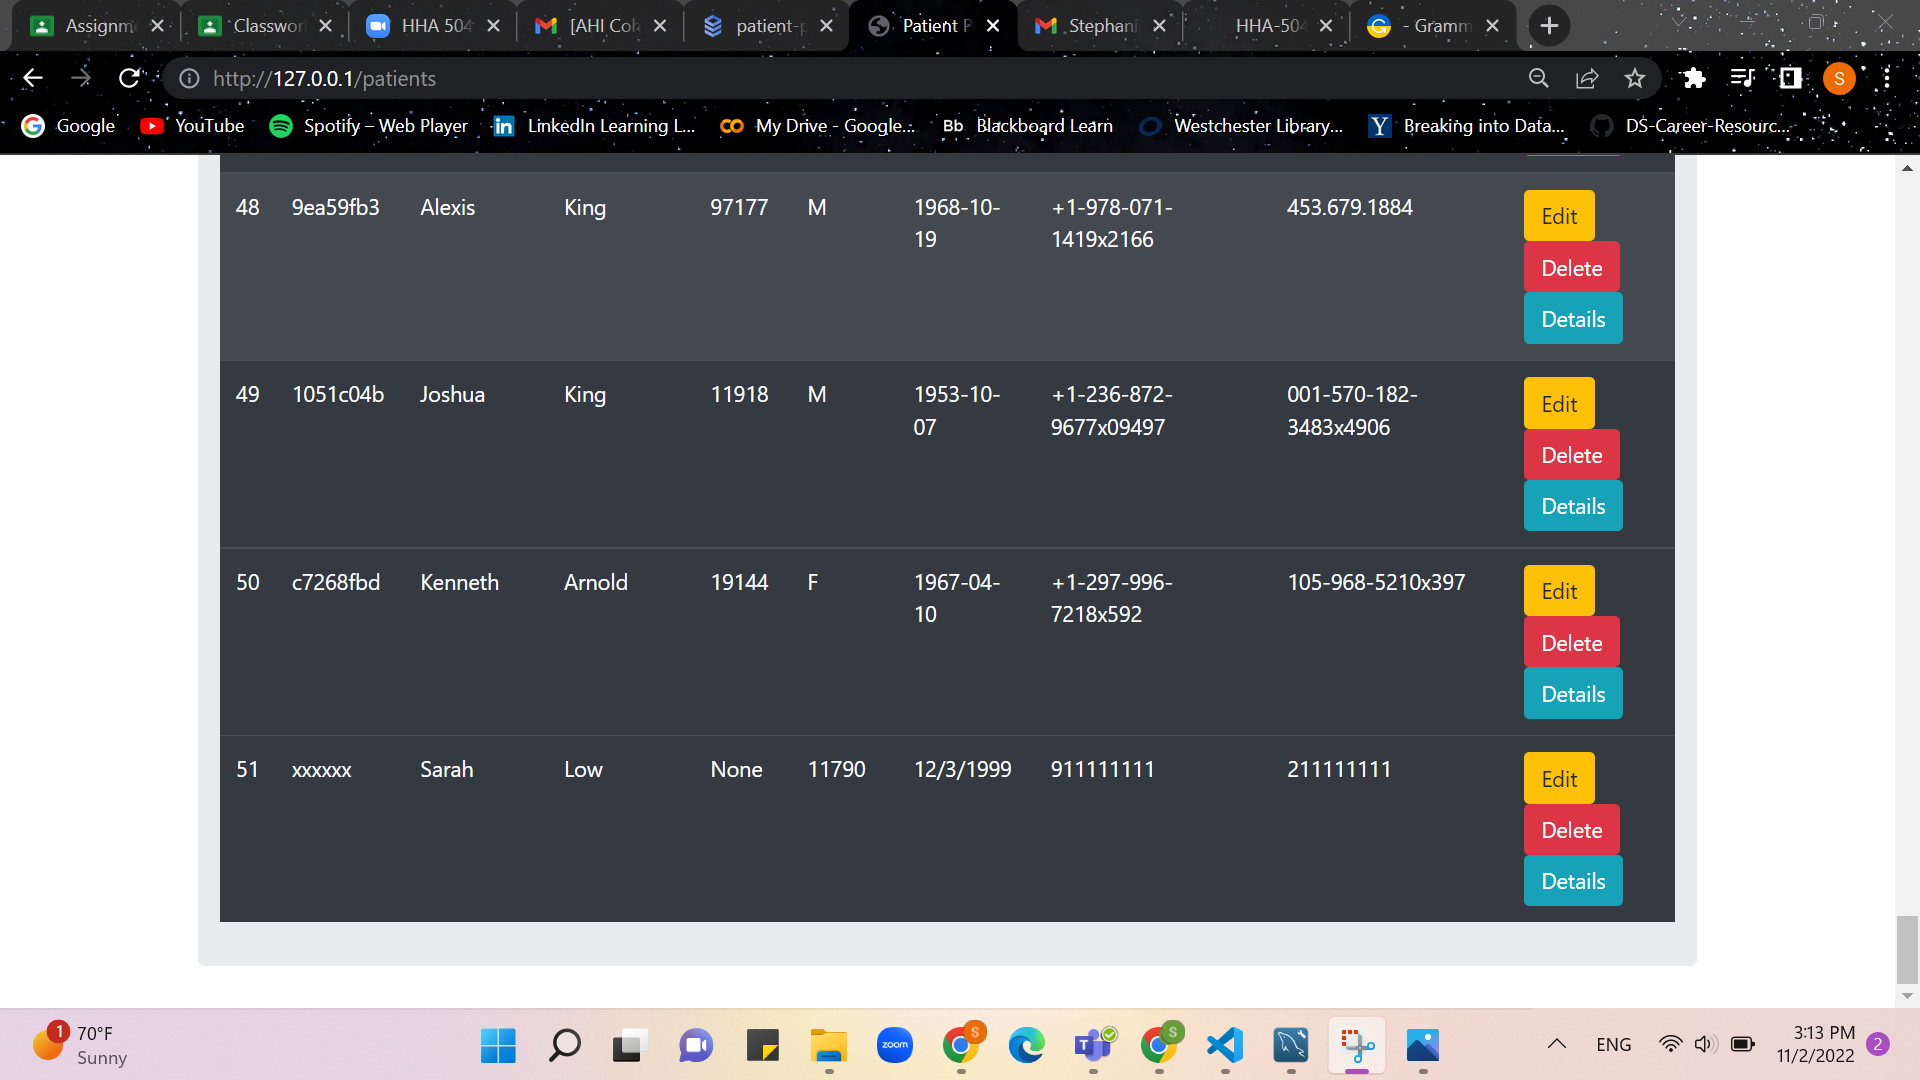 Assignm
Classwor
HHA 504
[AHI Coh
patient-p
Patient P
Stephani
HHA-504
- Gramm
http://127.0.0.1/patients
S
Google
YouTube
Spotify – Web Player
LinkedIn Learning L...
My Drive - Google...
Bb Blackboard Learn
Westchester Library...
Y Breaking into Data...
DS-Career-Resourc...
48 9ea59fb3 Alexis King 97177 M 1968-10- +1-978-071- 453.679.1884 Edit
19 1419x2166
Delete
Details
49 1051c04b Joshua King 11918 M 1953-10- +1-236-872- 001-570-182- Edit
07 9677x09497 3483x4906
Delete
Details
50 c7268fbd Kenneth Arnold 19144 F 1967-04- +1-297-996- 105-968-5210x397 Edit
10 7218x592
Delete
Details
51 xxxxxx Sarah Low None 11790 12/3/1999 911111111 211111111 Edit
Delete
Details
1
70°F
Sunny
zoom
S
S
ENG
3:13 PM
11/2/2022
2